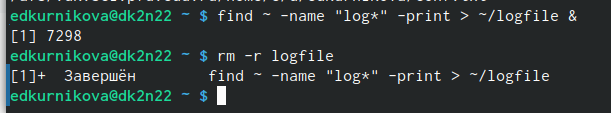 edkurnikova@dk2n22 ~ $ find ~ -name "log*" -print > ~/logfile &
[1] 7298
edkurnikova@dk2n22 ~ $ rm -r logfile
[1]+  Завершён        find ~ -name "log*" -print > ~/logfile
edkurnikova@dk2n22 ~ $